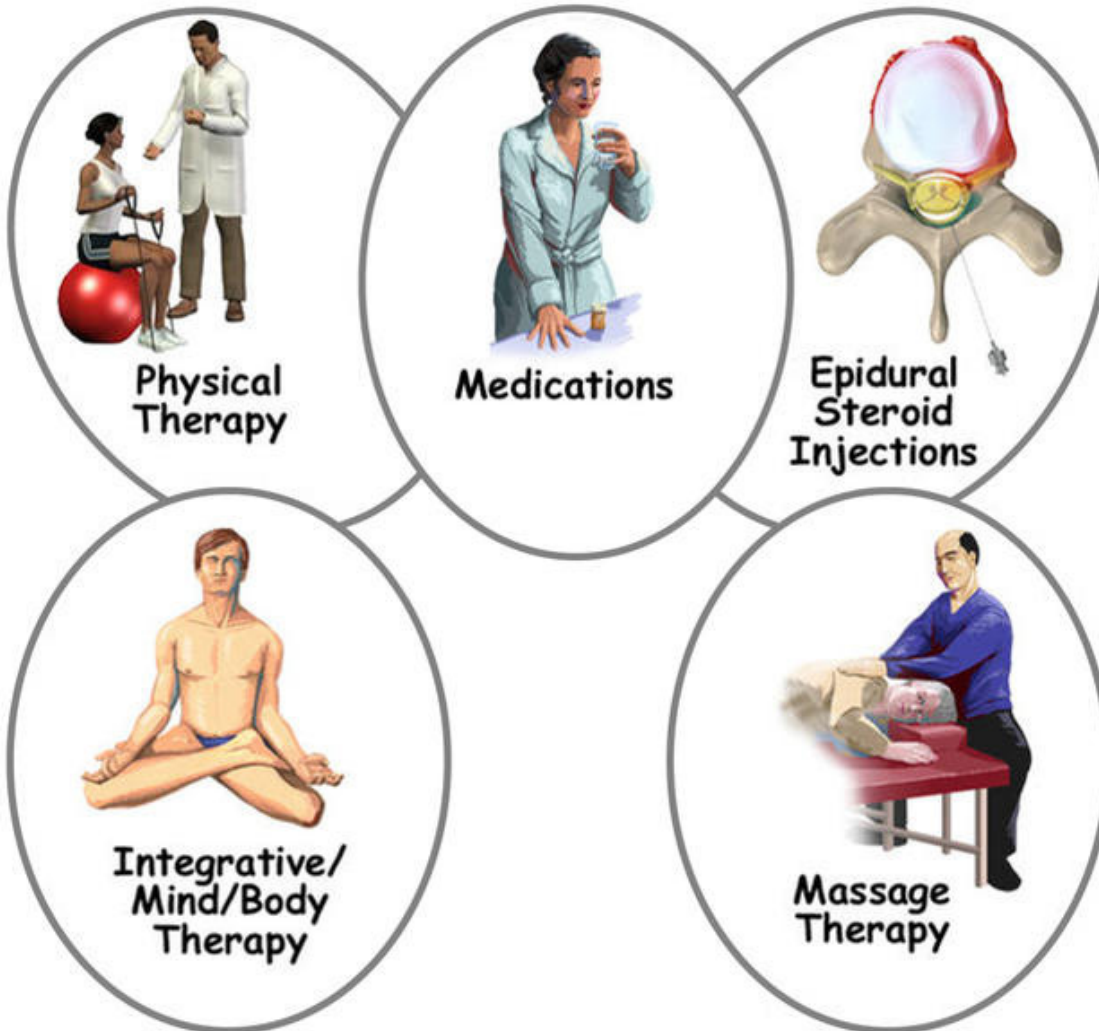 Physical
Therapy
Medications
Epidural
Steroid
Injections
Integrative/
Mind/Body
Therapy
Massage
Therapy